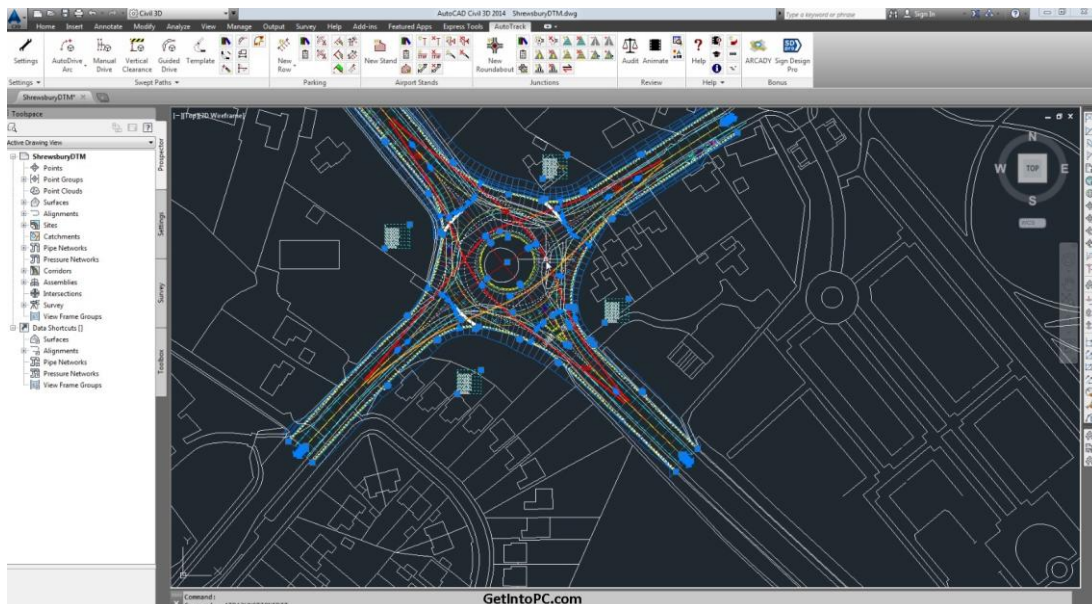 Civil 3D
AutoCAD Civil 3D 2014 ShrewsburyDTM.dwg
Type a keyword or phrase
Sign In
Home Insert Annotate Modify Analyze View Manage Output Survey Help Add-ins Featured Apps Express Tools AutoTrack
Settings AutoDrive Manual Vertical Guided Template New New Stand New Audit Animate Help ARCADY Sign Design
Arc Drive Clearance Drive Row Roundabout Pro
Settings Swept Paths Parking Airport Stands Junctions Review Help Bonus
ShrewsburyDTM*
Toolspace
[-][Top][2D Wireframe]
Active Drawing View
Prospector
Settings
Survey
Toolbox
ShrewsburyDTM
Points
Point Groups
Point Clouds
Surfaces
Alignments
Sites
Catchments
Pipe Networks
Pressure Networks
Corridors
Assemblies
Intersections
Survey
View Frame Groups
Data Shortcuts []
Surfaces
Alignments
Pipe Networks
Pressure Networks
View Frame Groups
N
W TOP E
S
WCS
Y
X
Command:
GetIntoPC.com